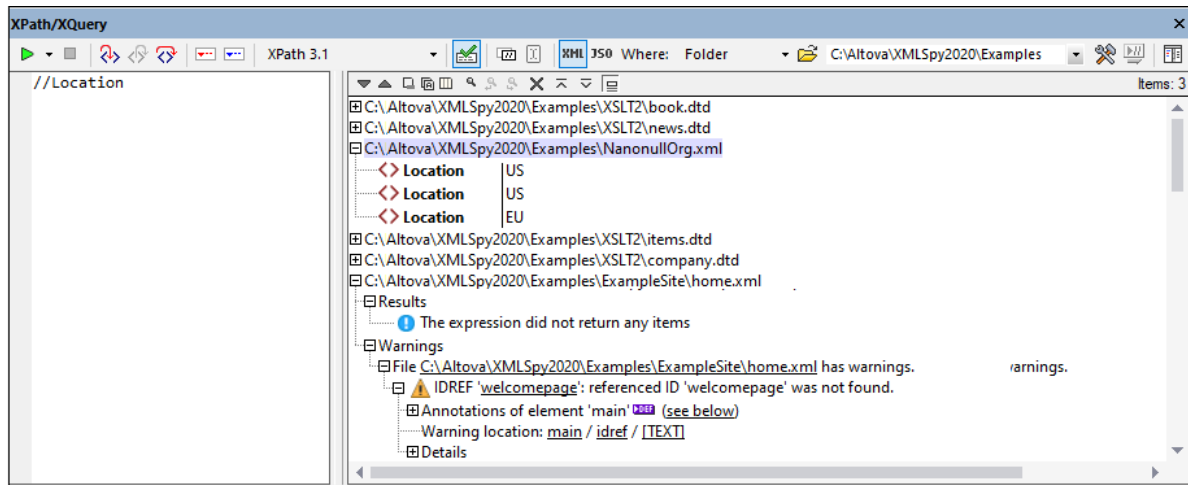 XPath/XQuery
XPath 3.1 XML JSO Where: Folder C:\Altova\XMLSpy2020\Examples
//Location
Items: 3
C:\Altova\XMLSpy2020\Examples\XSLT2\book.dtd
C:\Altova\XMLSpy2020\Examples\XSLT2\news.dtd
C:\Altova\XMLSpy2020\Examples\NanonullOrg.xml
Location US
Location US
Location EU
C:\Altova\XMLSpy2020\Examples\XSLT2\items.dtd
C:\Altova\XMLSpy2020\Examples\XSLT2\company.dtd
C:\Altova\XMLSpy2020\Examples\ExampleSite\home.xml
Results
The expression did not return any items
Warnings
File C:\Altova\XMLSpy2020\Examples\ExampleSite\home.xml has warnings. arnings.
IDREF 'welcomepage': referenced ID 'welcomepage' was not found.
Annotations of element 'main' DEF (see below)
Warning location: main / idref / [TEXT]
Details